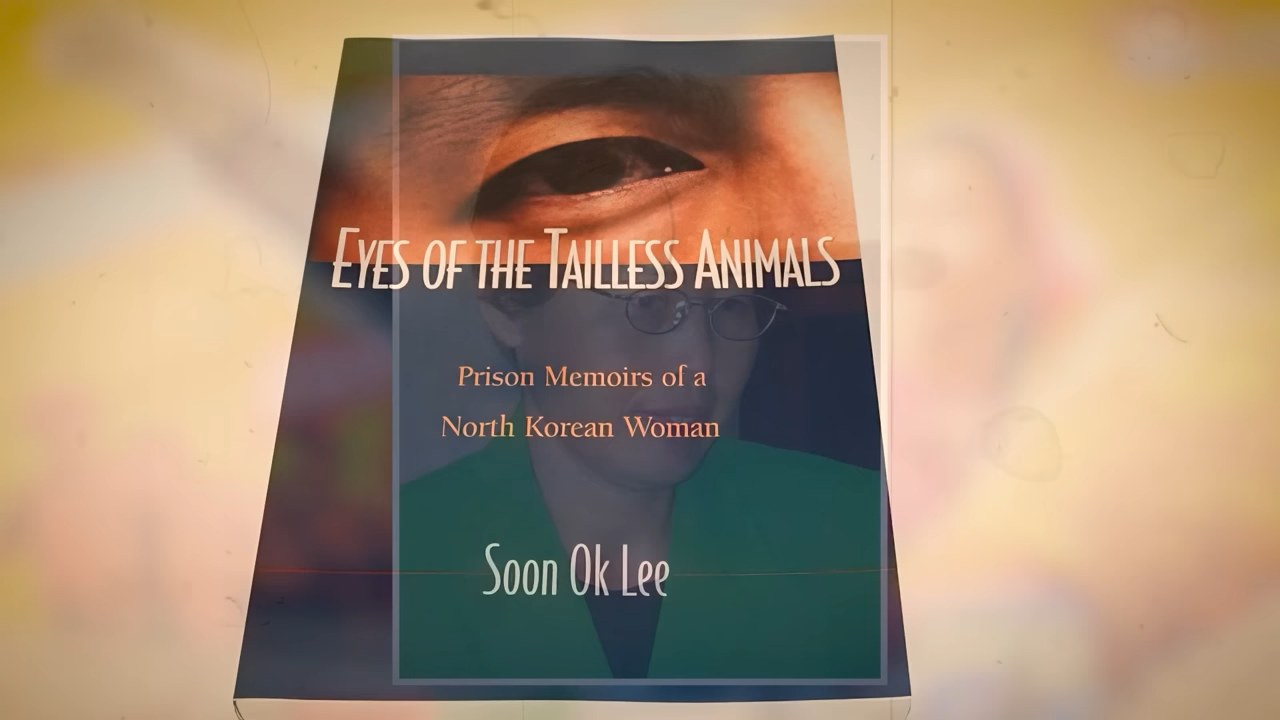 EYES OF THE TAILLESS ANIMALS
Prison Memoirs of a
North Korean Woman
Soon Ok Lee